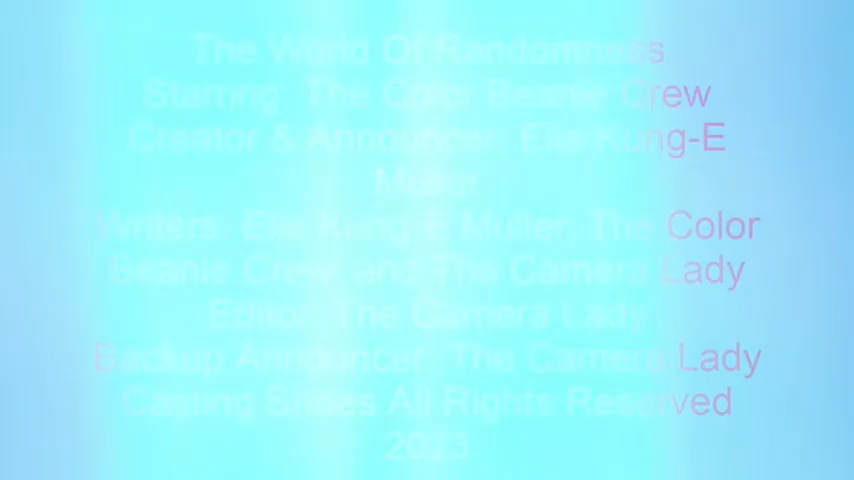 The World Of Randomness
Starring: The Color Beanie Crew
Creator & Announcer: Elle Kung-E
Muller
Writers: Elle Kung-E Muller, The Color
Beanie Crew, and The Camera Lady
Editor: The Camera Lady
Backup Announcer: The Camera Lady
Casting Shoes All Rights Reserved
2023